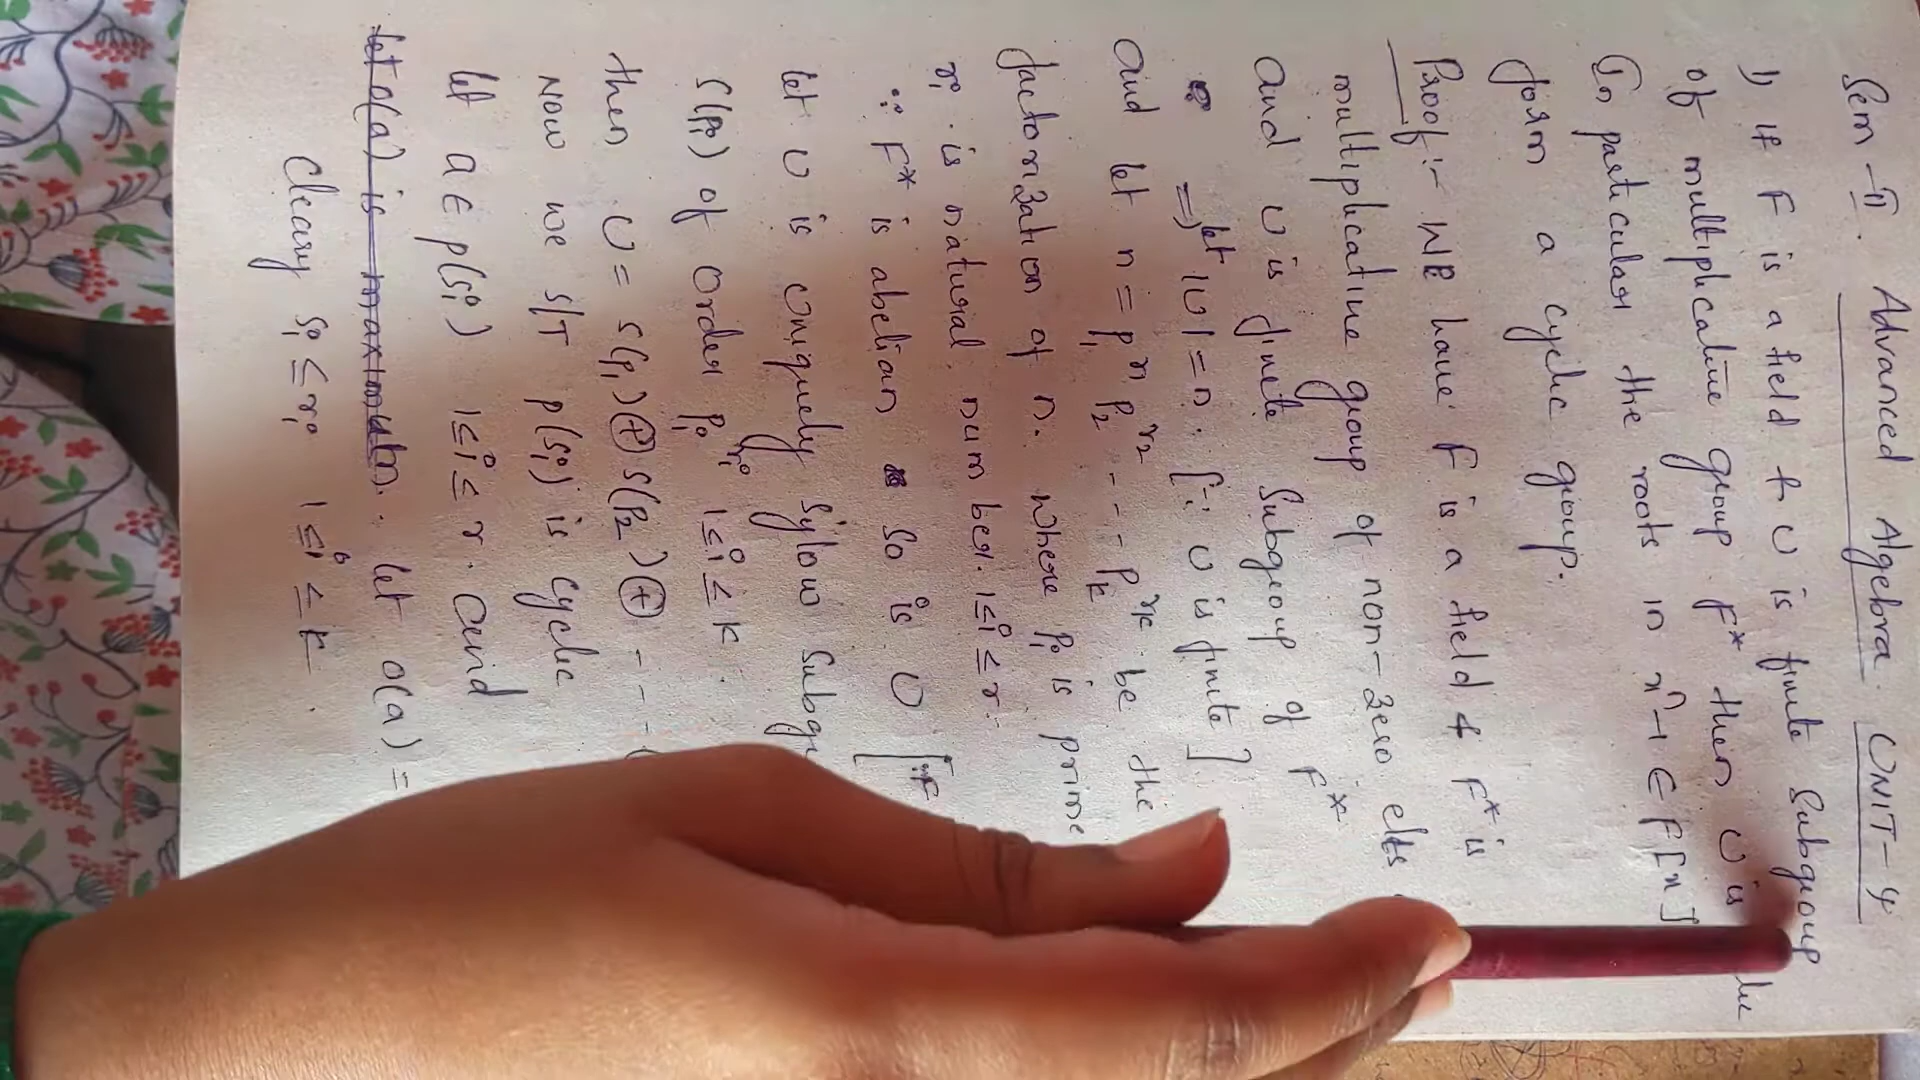 Sem - II. Advanced Algebra. UNIT - 4
1) If F is a field & U is finite Subgroup
of multiplicative group F* then U is
In particular the roots in x^n-1 ∈ F[x]
form a cyclic group.
Proof:- WE have F is a field & F* is
multiplicative group of non-zero elts
and U is finite Subgroup of F*
=> let |U| = n. [∵ U is finite]
and let n = p1^r1 p2^r2 - - - pk^rk be the
factorization of n. where pi is prime
ri is natural number. 1≤i≤r.
∴ F* is abelian so is U [∵ F
let U is uniquely Sylow
S(pi) of order pi^ri 1≤i≤k.
then U = S(p1) ⊕ S(p2) ⊕ - - -
Now we S/T p(si) is cyclic
let a ∈ p(si) 1≤i≤r. and
let o(a) is maximum. let o(a) =
Cleary si ≤ ri 1≤i≤k.